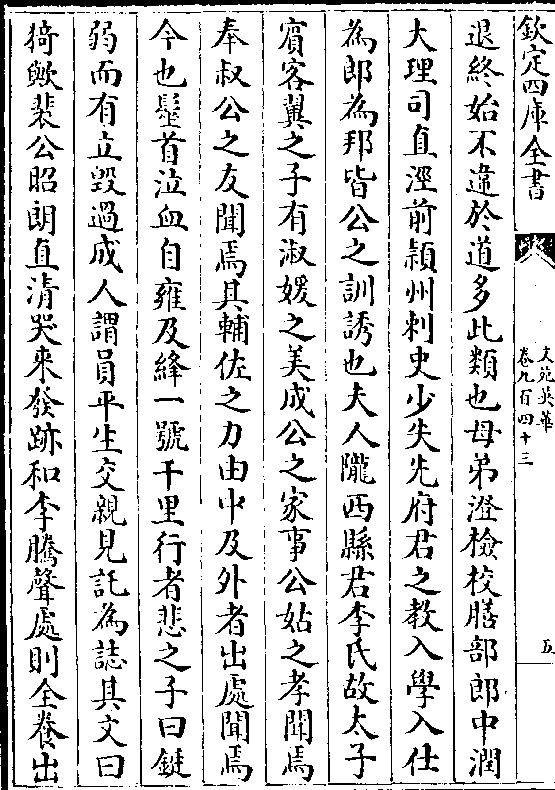 欽定四庫全書
文苑英華
卷九百四十三
五
退終始不違於道多此類也母弟澄檢校膳部郎中潤
大理司直涇前潁州刺史少失先府君之教入學入仕
為郎為邦皆公之訓誘也夫人隴西縣君李氏故太子
賓客翼之子有淑媛之美成公之家事公姑之孝聞焉
奉叔公之友聞焉其輔佐之力由中及外者出處聞焉
今也髽首泣血自雍及絳一號千里行者悲之子曰鋋
弱而有立毀過成人謂員平生交親見託為誌其文曰
猗歟裴公昭朗直清哭來發跡和李騰聲處則全養出